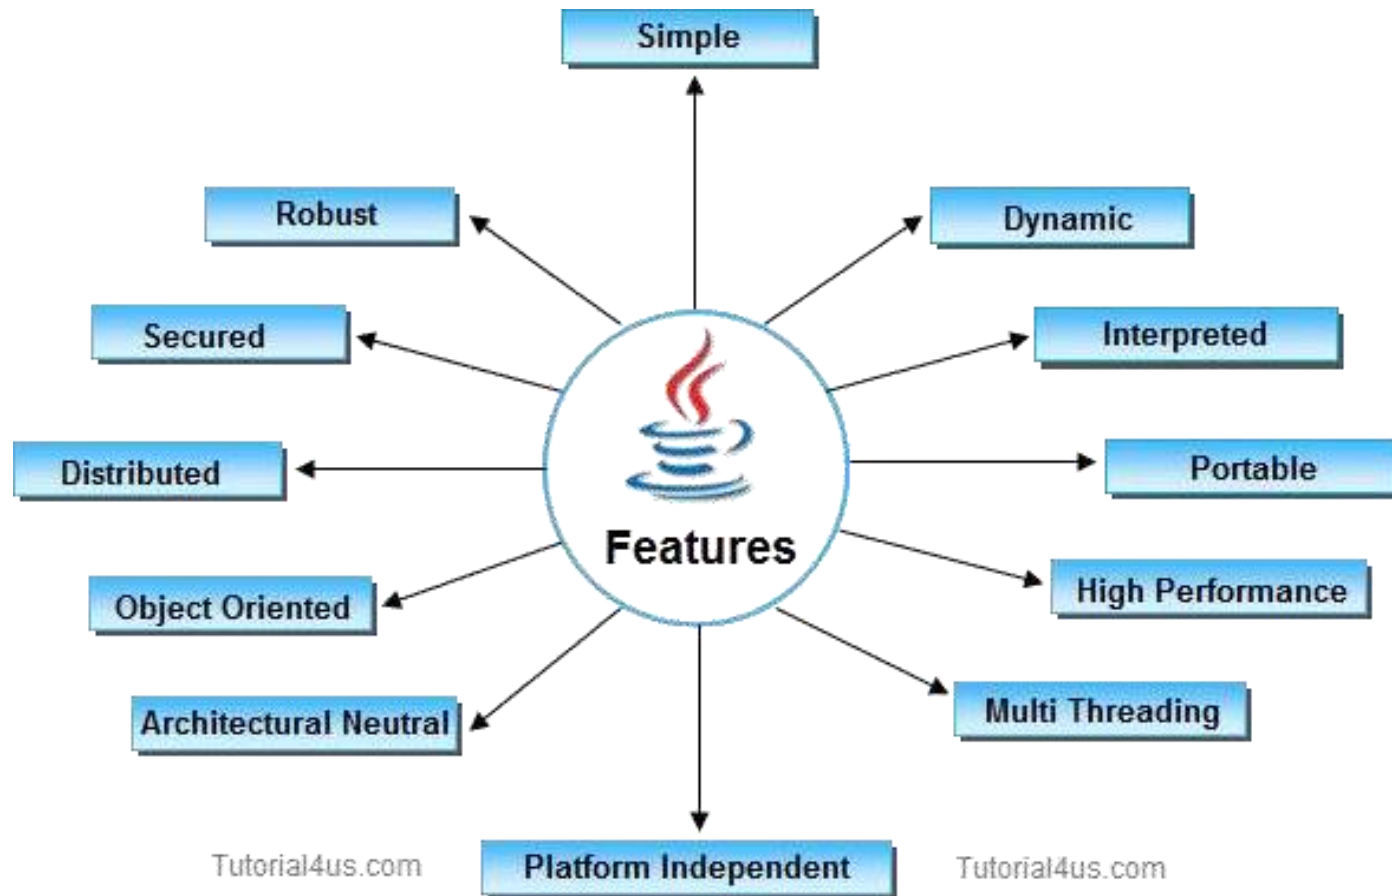 Simple
Robust
Dynamic
Secured
Interpreted
Distributed
Portable
Features
Object Oriented
High Performance
Architectural Neutral
Multi Threading
Tutorial4us.com
Platform Independent
Tutorial4us.com